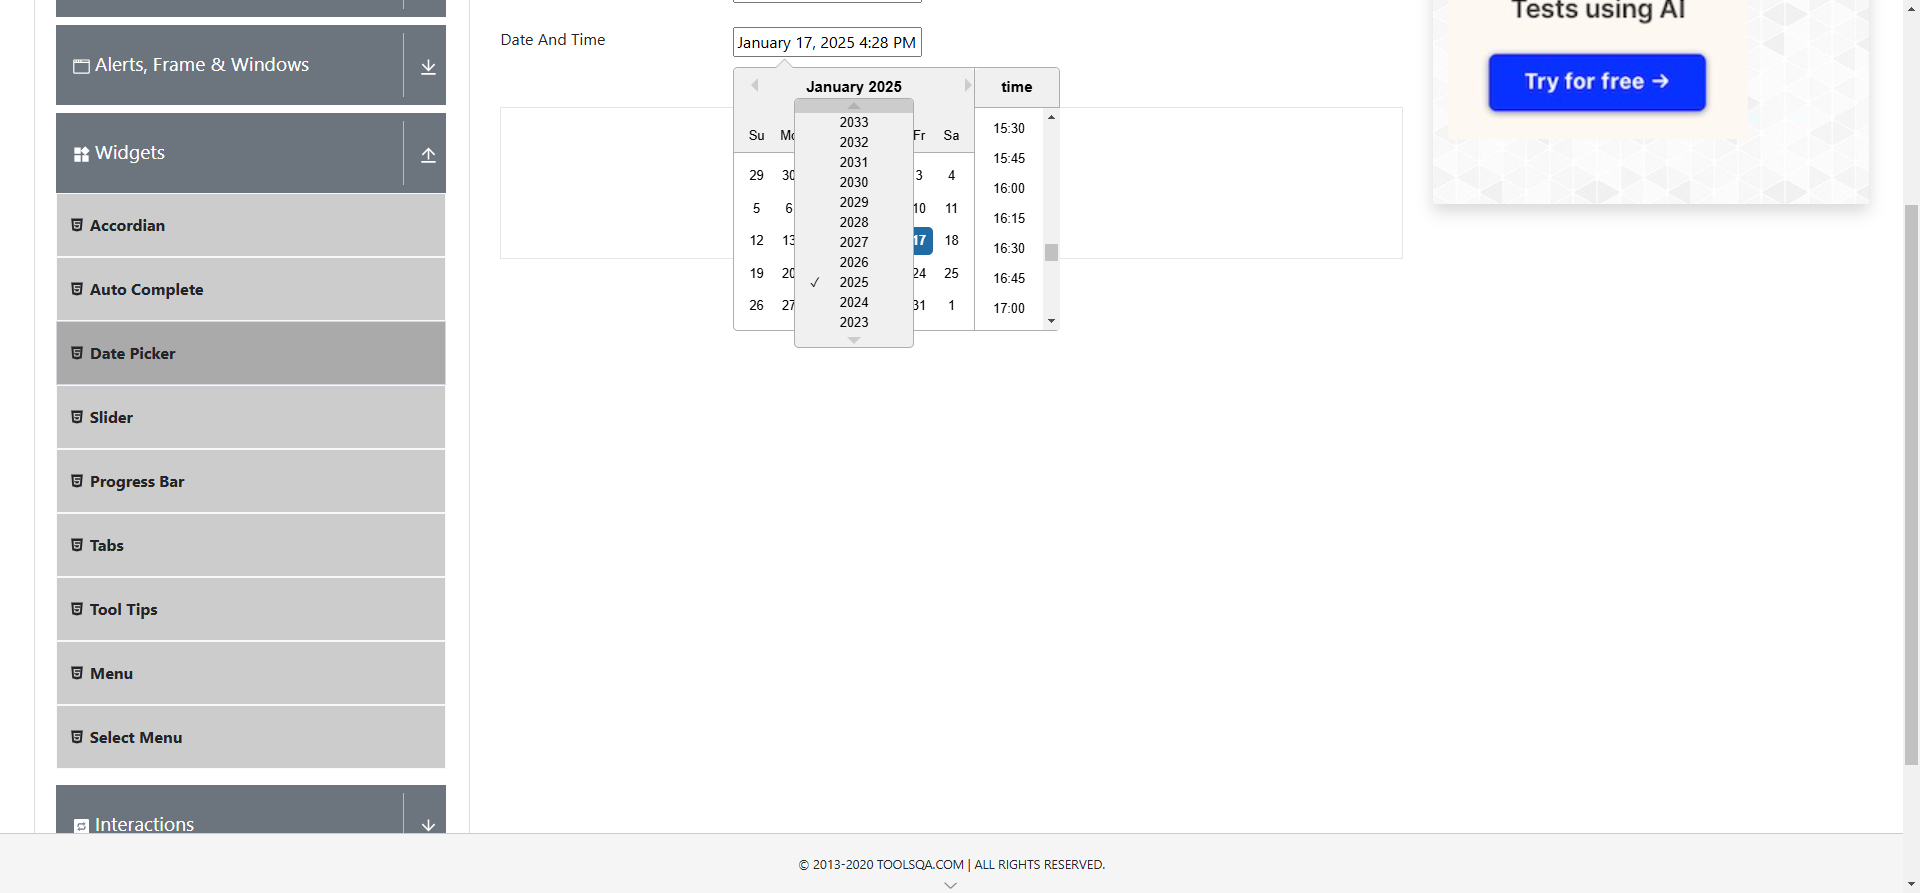 Tests using AI
Try for free →
Date And Time
January 17, 2025 4:28 PM
Alerts, Frame & Windows
Widgets
Accordian
Auto Complete
Date Picker
Slider
Progress Bar
Tabs
Tool Tips
Menu
Select Menu
Interactions
January 2025
2033
2032
2031
2030
2029
2028
2027
2026
✓ 2025
2024
2023
Su Mo Fr Sa
29 30 3 4
5 6 10 11
12 13 17 18
19 20 24 25
26 27 31 1
time
15:30
15:45
16:00
16:15
16:30
16:45
17:00
© 2013-2020 TOOLSQA.COM | ALL RIGHTS RESERVED.